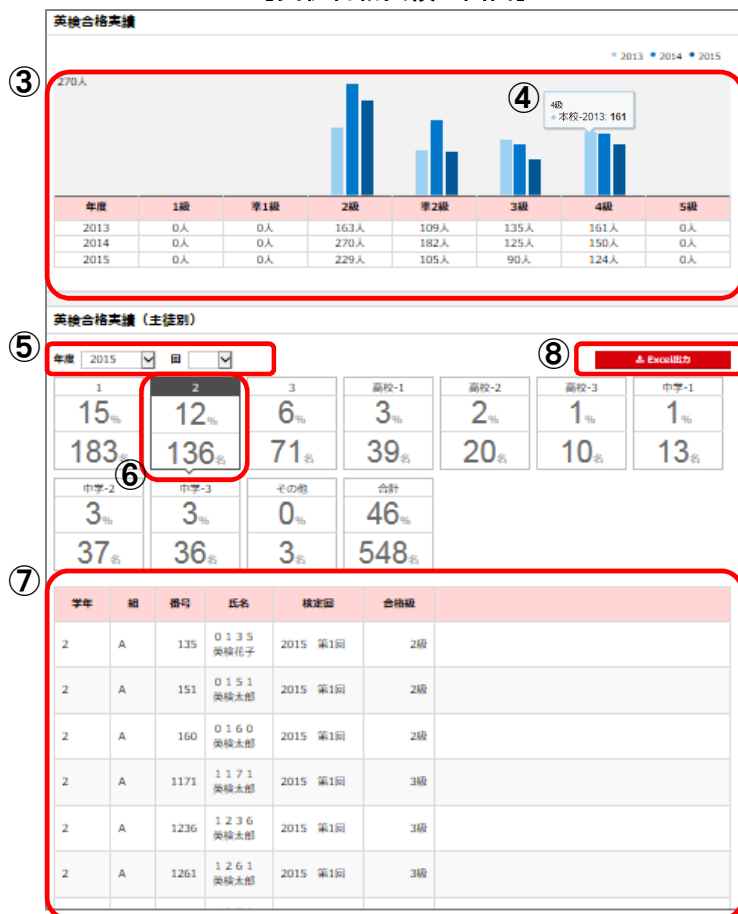 英検合格実績
2013 2014 2015
③
270人
④
4級
本校-2013: 161
年度 1級 準1級 2級 準2級 3級 4級 5級
2013 0人 0人 163人 109人 135人 161人 0人
2014 0人 0人 270人 182人 125人 150人 0人
2015 0人 0人 229人 105人 90人 124人 0人
英検合格実績（主徒別）
⑤
年度 2015 回
⑧
Excel出力
1 2 3 高校-1 高校-2 高校-3 中学-1
15% 12% 6% 3% 2% 1% 1%
183名 136名 71名 39名 20名 10名 13名
⑥
中学-2 中学-3 その他 合計
3% 3% 0% 46%
37名 36名 3名 548名
⑦
学年 組 番号 氏名 検定回 合格級
2 A 135 0135 英検花子 2015 第1回 2級
2 A 151 0151 英検太郎 2015 第1回 2級
2 A 160 0160 英検太郎 2015 第1回 2級
2 A 1171 1171 英検太郎 2015 第1回 3級
2 A 1236 1236 英検太郎 2015 第1回 3級
2 A 1261 1261 英検太郎 2015 第1回 3級